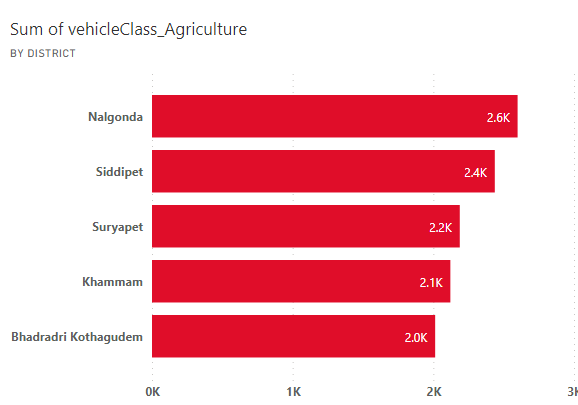 Sum of vehicleClass_Agriculture
BY DISTRICT
Nalgonda 2.6K
Siddipet 2.4K
Suryapet 2.2K
Khammam 2.1K
Bhadradri Kothagudem 2.0K
0K 1K 2K 3K